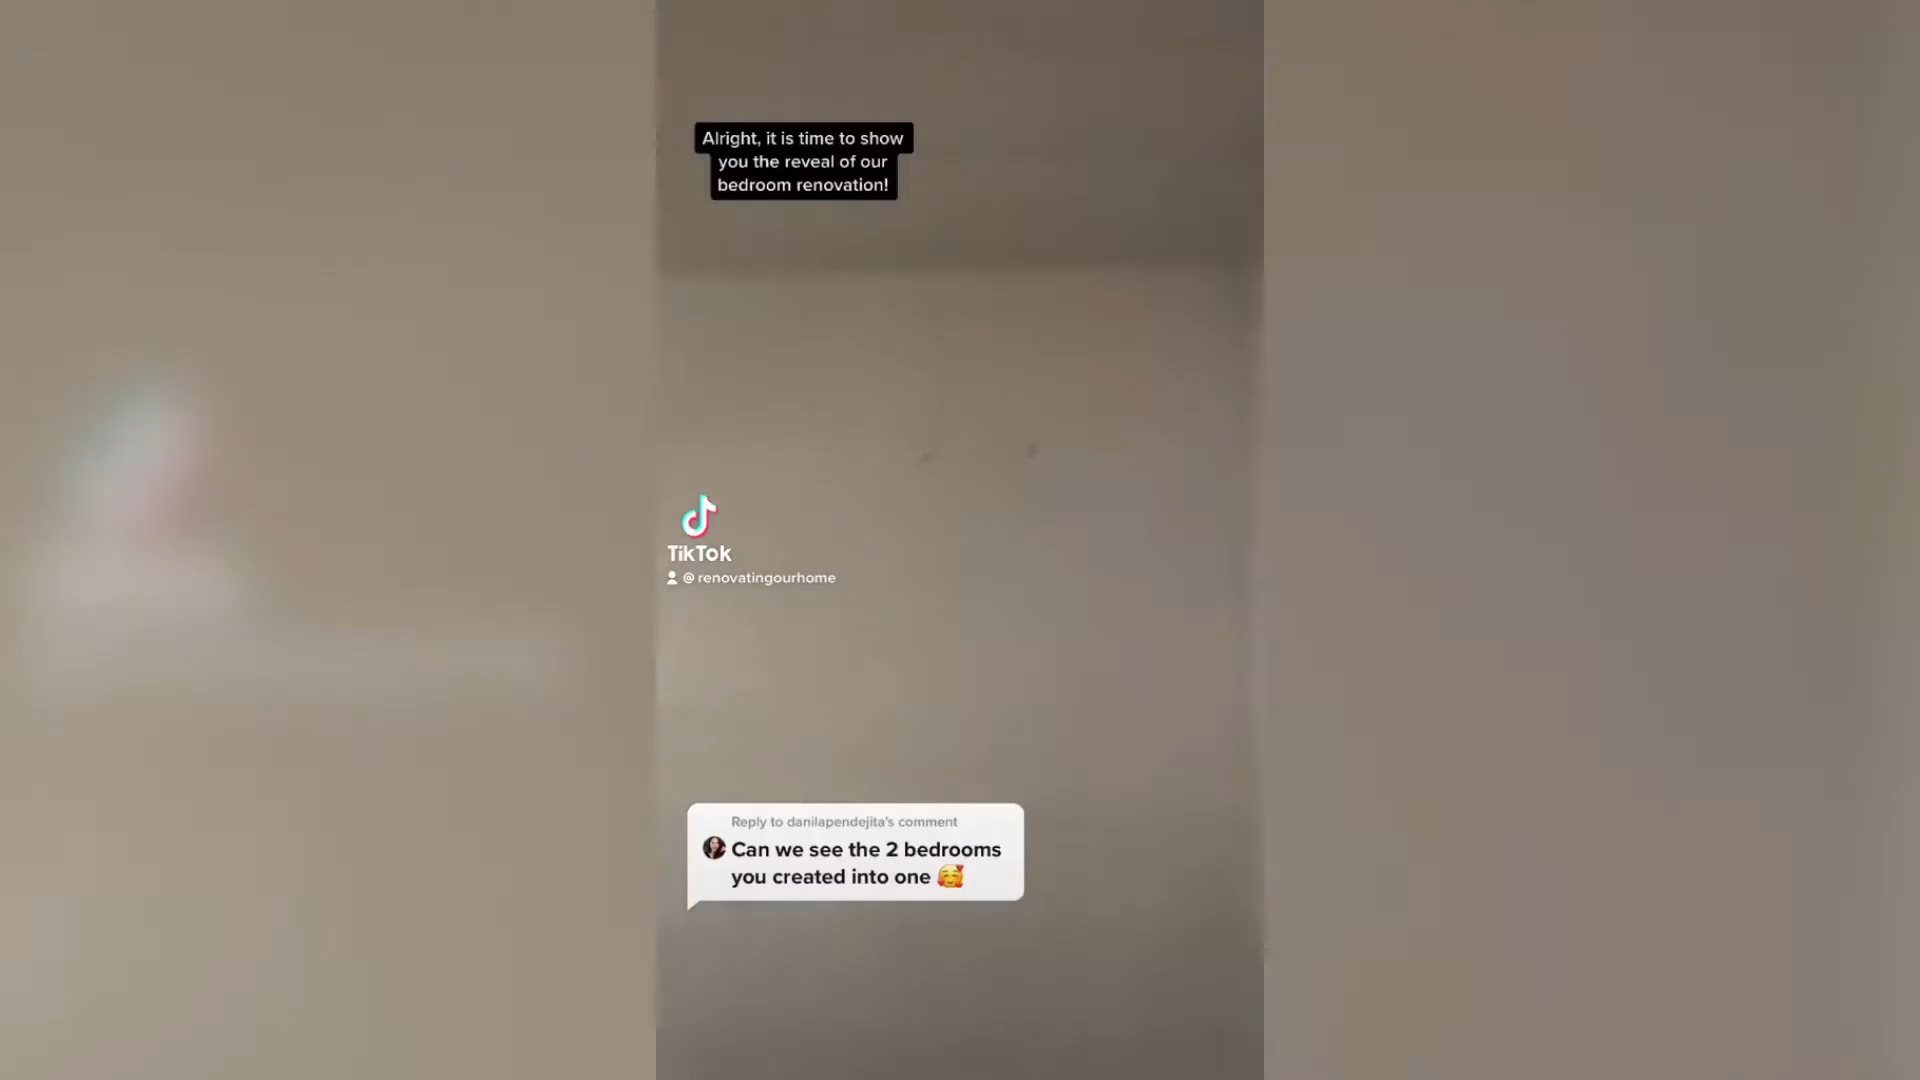 Alright, it is time to show
you the reveal of our
bedroom renovation!
TikTok
@renovatingourhome
Reply to danilapendejita's comment
Can we see the 2 bedrooms
you created into one 🥰